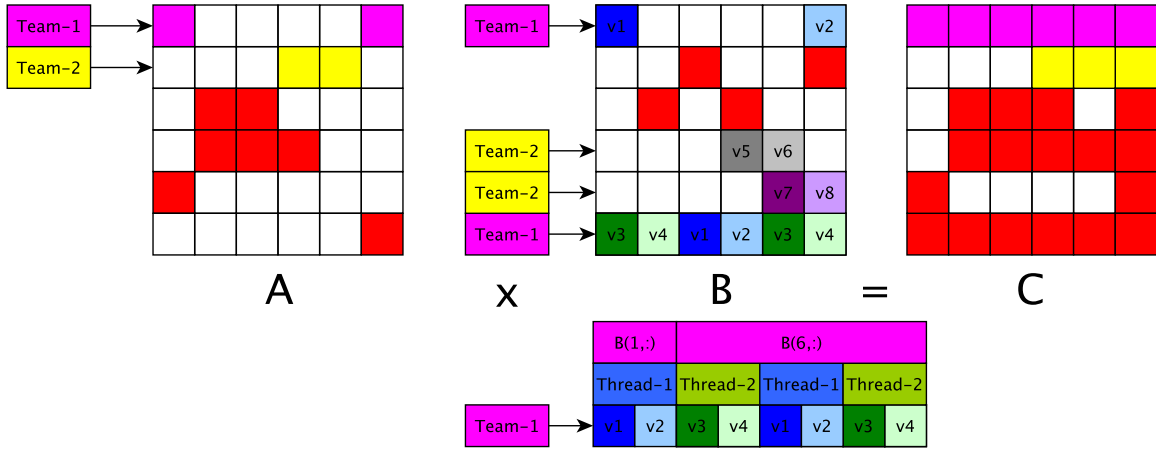 Team-1
Team-2
Team-1
v1 v2
Team-2
v5 v6
Team-2
v7 v8
Team-1
v3 v4 v1 v2 v3 v4
A x B = C
B(1,:) B(6,:)
Thread-1 Thread-2 Thread-1 Thread-2
Team-1
v1 v2 v3 v4 v1 v2 v3 v4